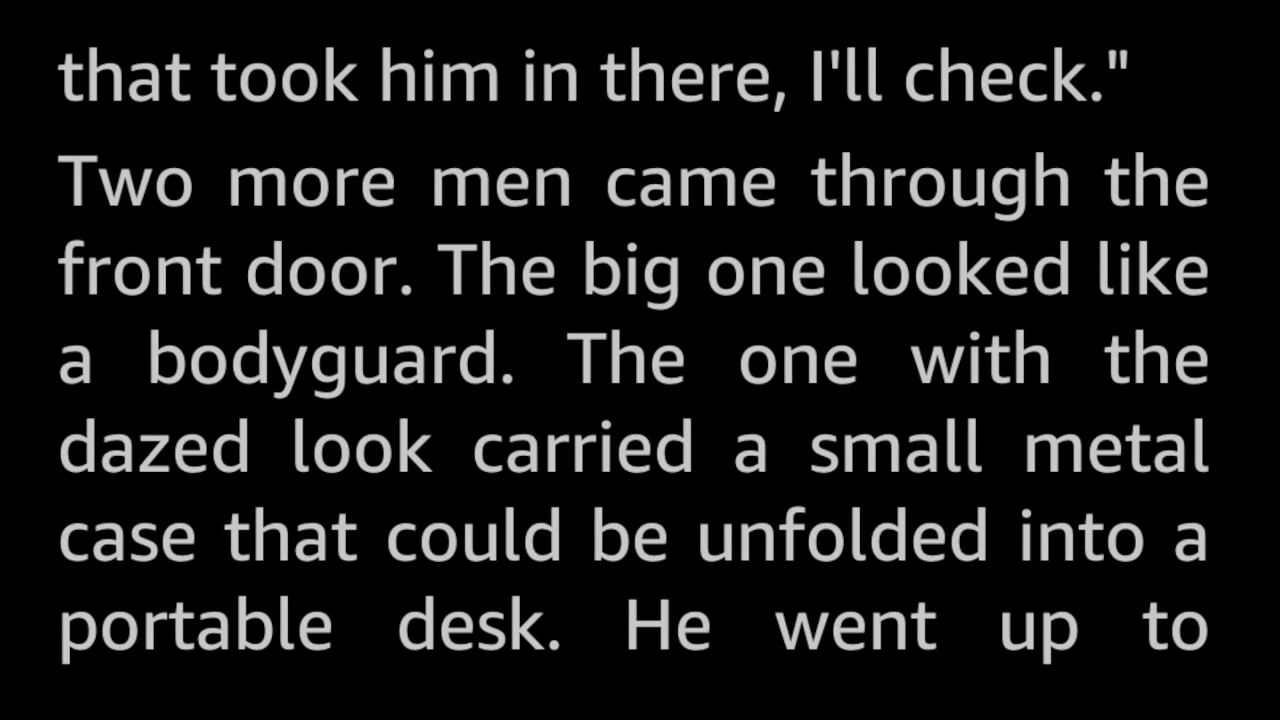 that took him in there, I'll check."
Two more men came through the
front door. The big one looked like
a bodyguard. The one with the
dazed look carried a small metal
case that could be unfolded into a
portable desk. He went up to